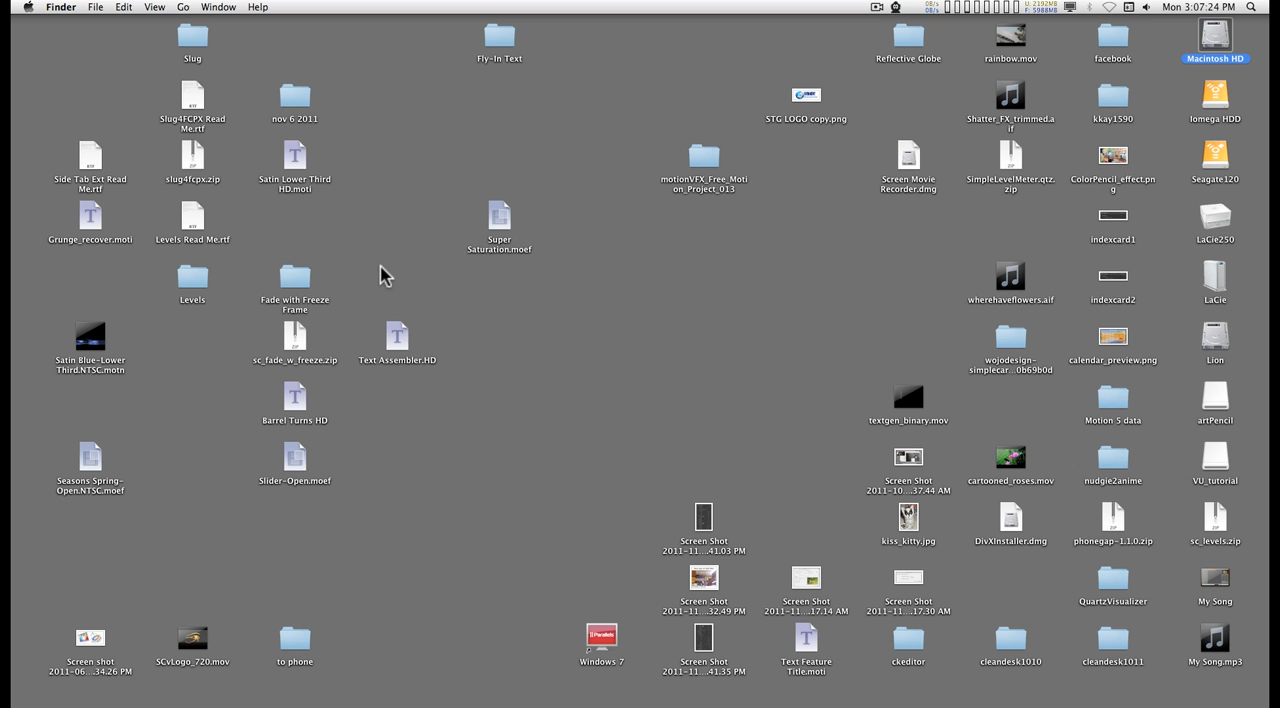 Finder File Edit View Go Window Help
0B/s
0B/s
U: 2192MB
F: 5988MB
Mon 3:07:24 PM
Slug
Fly-In Text
Reflective Globe
rainbow.mov
facebook
Macintosh HD
Slug4FCPX Read
Me.rtf
nov 6 2011
STG LOGO copy.png
Shatter_FX_trimmed.a
if
kkay1590
Iomega HDD
Side Tab Ext Read
Me.rtf
slug4fcpx.zip
Satin Lower Third
HD.moti
motionVFX_Free_Moti
on_Project_013
Screen Movie
Recorder.dmg
SimpleLevelMeter.qtz.
zip
ColorPencil_effect.pn
g
Seagate120
Grunge_recover.moti
Levels Read Me.rtf
Super
Saturation.moef
indexcard1
LaCie250
Levels
Fade with Freeze
Frame
wherehaveflowers.aif
indexcard2
LaCie
Satin Blue-Lower
Third.NTSC.motn
sc_fade_w_freeze.zip
Text Assembler.HD
wojodesign-
simplecar...0b69b0d
calendar_preview.png
Lion
Barrel Turns HD
textgen_binary.mov
Motion 5 data
artPencil
Seasons Spring-
Open.NTSC.moef
Slider-Open.moef
Screen Shot
2011-10...37.44 AM
cartooned_roses.mov
nudgie2anime
VU_tutorial
Screen Shot
2011-11...41.03 PM
kiss_kitty.jpg
DivXInstaller.dmg
phonegap-1.1.0.zip
sc_levels.zip
Screen Shot
2011-11...32.49 PM
Screen Shot
2011-11...17.14 AM
Screen Shot
2011-11...17.30 AM
QuartzVisualizer
My Song
Screen shot
2011-06...34.26 PM
SCvLogo_720.mov
to phone
Parallels
Windows 7
Screen Shot
2011-11...41.35 PM
Text Feature
Title.moti
ckeditor
cleandesk1010
cleandesk1011
My Song.mp3